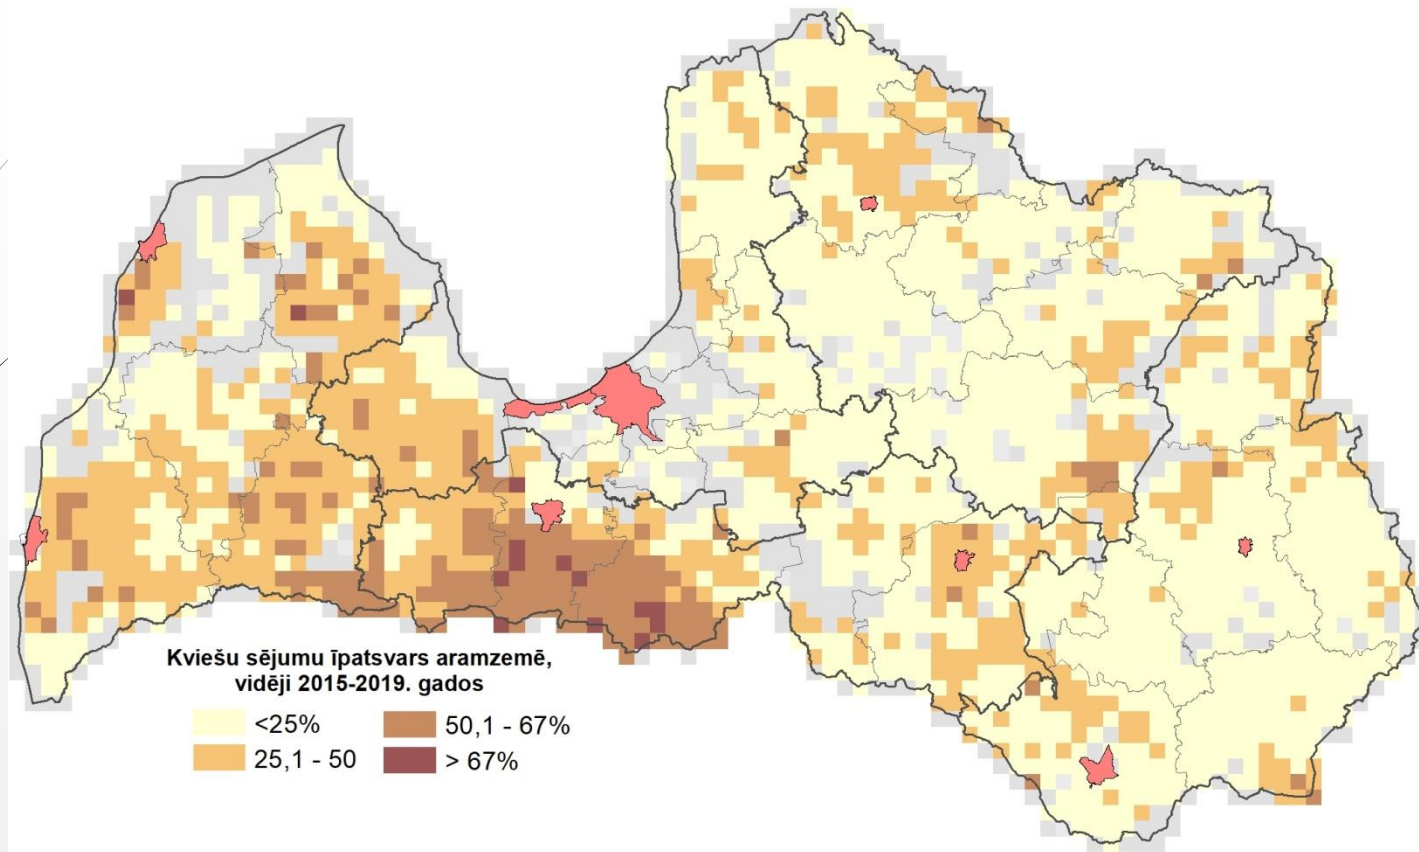 Kviešu sējumu īpatsvars aramzemē,
vidēji 2015-2019. gados
<25%
50,1 - 67%
25,1 - 50
> 67%